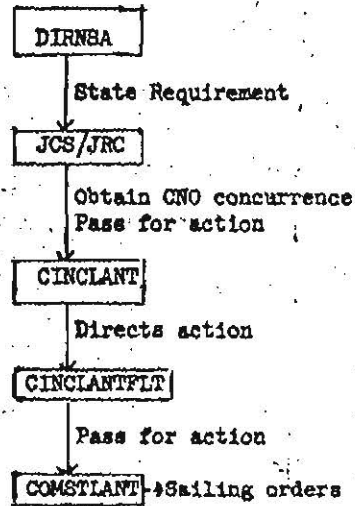 DIRNSA
State Requirement
JCS/JRC
Obtain CNO concurrence
Pass for action
CINCLANT
Directs action
CINCLANTFLT
Pass for action
COMSTLANT → Sailing orders